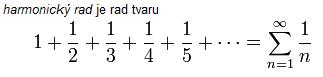 harmonický rad je rad tvaru
1 + 1/2 + 1/3 + 1/4 + 1/5 + ⋯ = ∑_{n=1}^{∞} 1/n